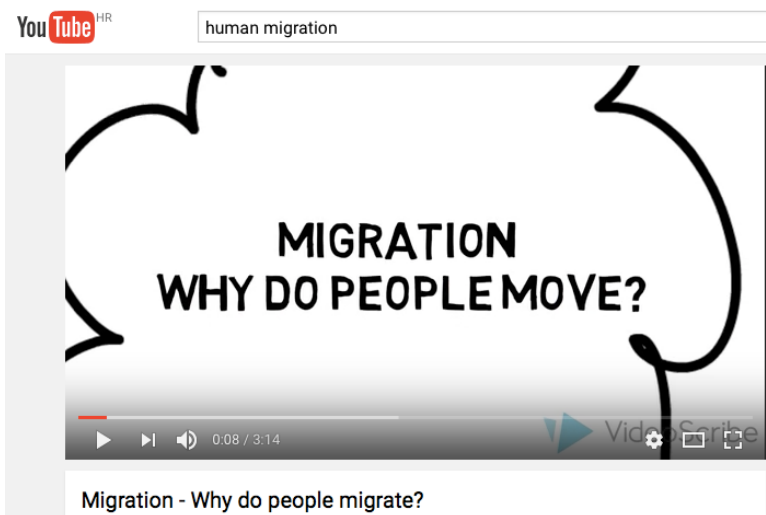 YouTube HR
human migration
MIGRATION
WHY DO PEOPLE MOVE?
0:08 / 3:14
VideoScribe
Migration - Why do people migrate?